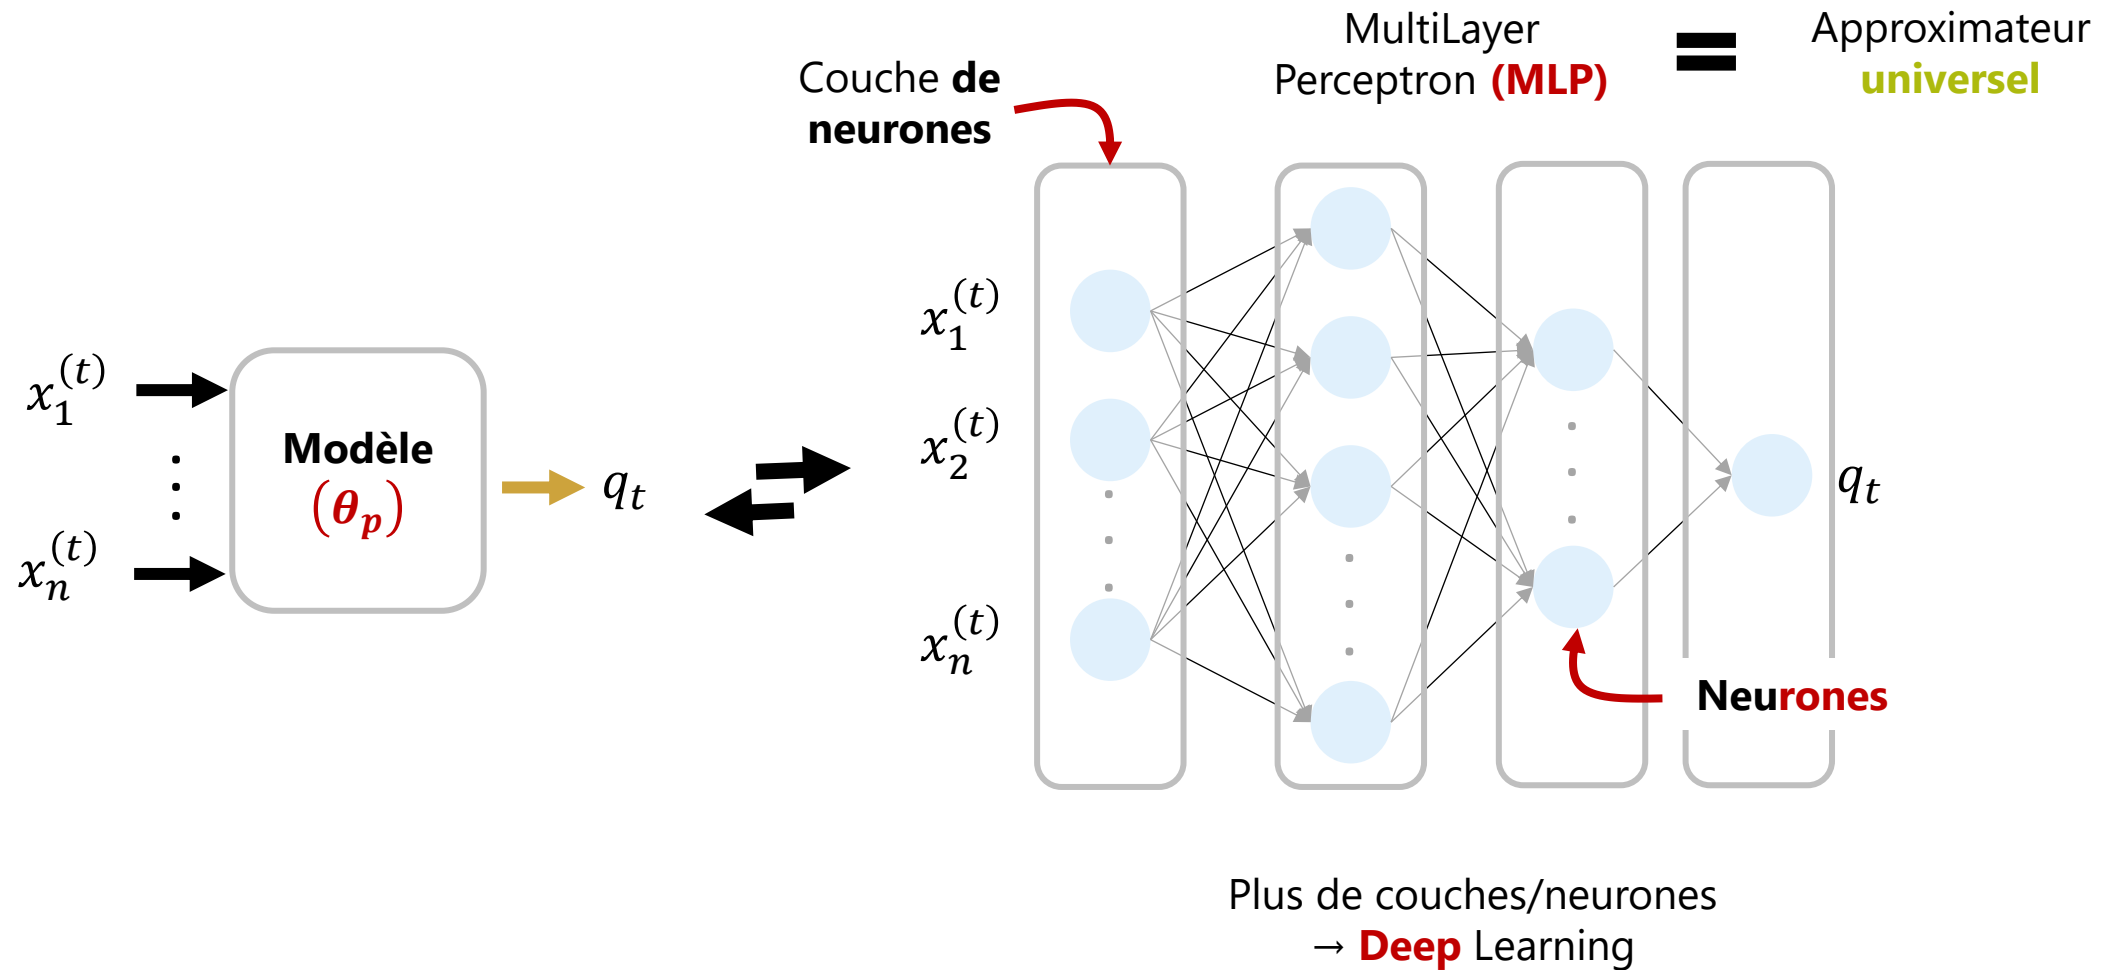 MultiLayer
Perceptron (MLP)
=
Approximateur
universel
Couche de
neurones
x_1^{(t)}
x_n^{(t)}
Modèle
(θ_p)
q_t
x_1^{(t)}
x_2^{(t)}
x_n^{(t)}
q_t
Neurones
Plus de couches/neurones
→ Deep Learning